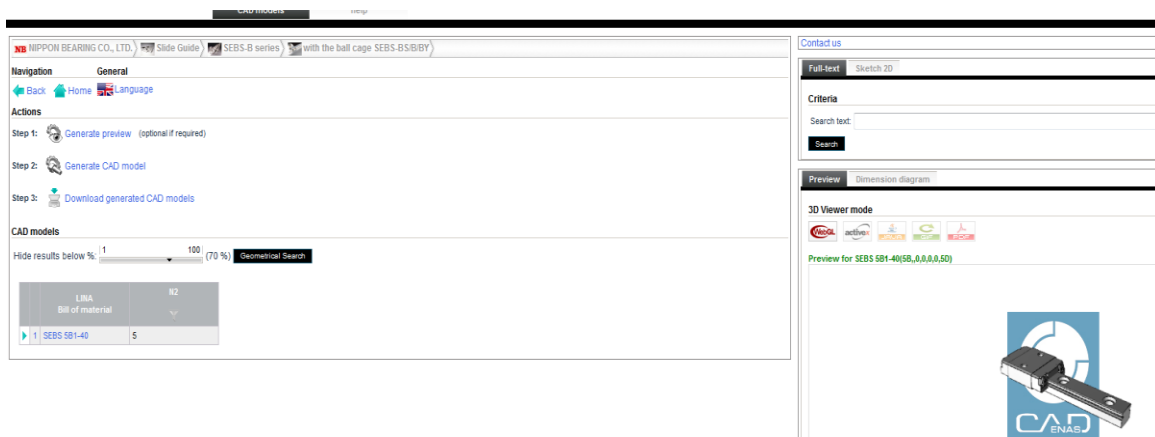 CAD models help
NB NIPPON BEARING CO., LTD. Slide Guide SEBS-B series with the ball cage SEBS-BS/B/BY
Navigation General
Back Home Language
Actions
Step 1: Generate preview (optional if required)
Step 2: Generate CAD model
Step 3: Download generated CAD models
CAD models
Hide results below %: 1 100 (70 %) Geometrical Search
LINA N2
Bill of material
1 SEBS 5B1-40 5
Contact us
Full-text Sketch 2D
Criteria
Search text:
Search
Preview Dimension diagram
3D Viewer mode
WebGL activex PDF
Preview for SEBS 5B1-40(5B,,0,0,0,0,5D)
CAD
ENAS